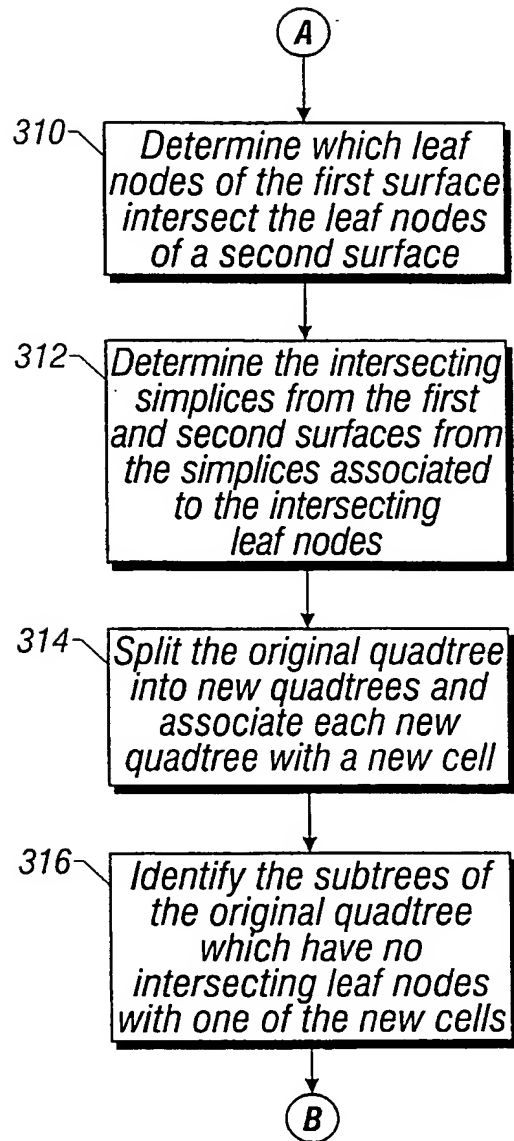 A
310
Determine which leaf
nodes of the first surface
intersect the leaf nodes
of a second surface
312
Determine the intersecting
simplices from the first
and second surfaces from
the simplices associated
to the intersecting
leaf nodes
314
Split the original quadtree
into new quadtrees and
associate each new
quadtree with a new cell
316
Identify the subtrees of
the original quadtree
which have no
intersecting leaf nodes
with one of the new cells
B